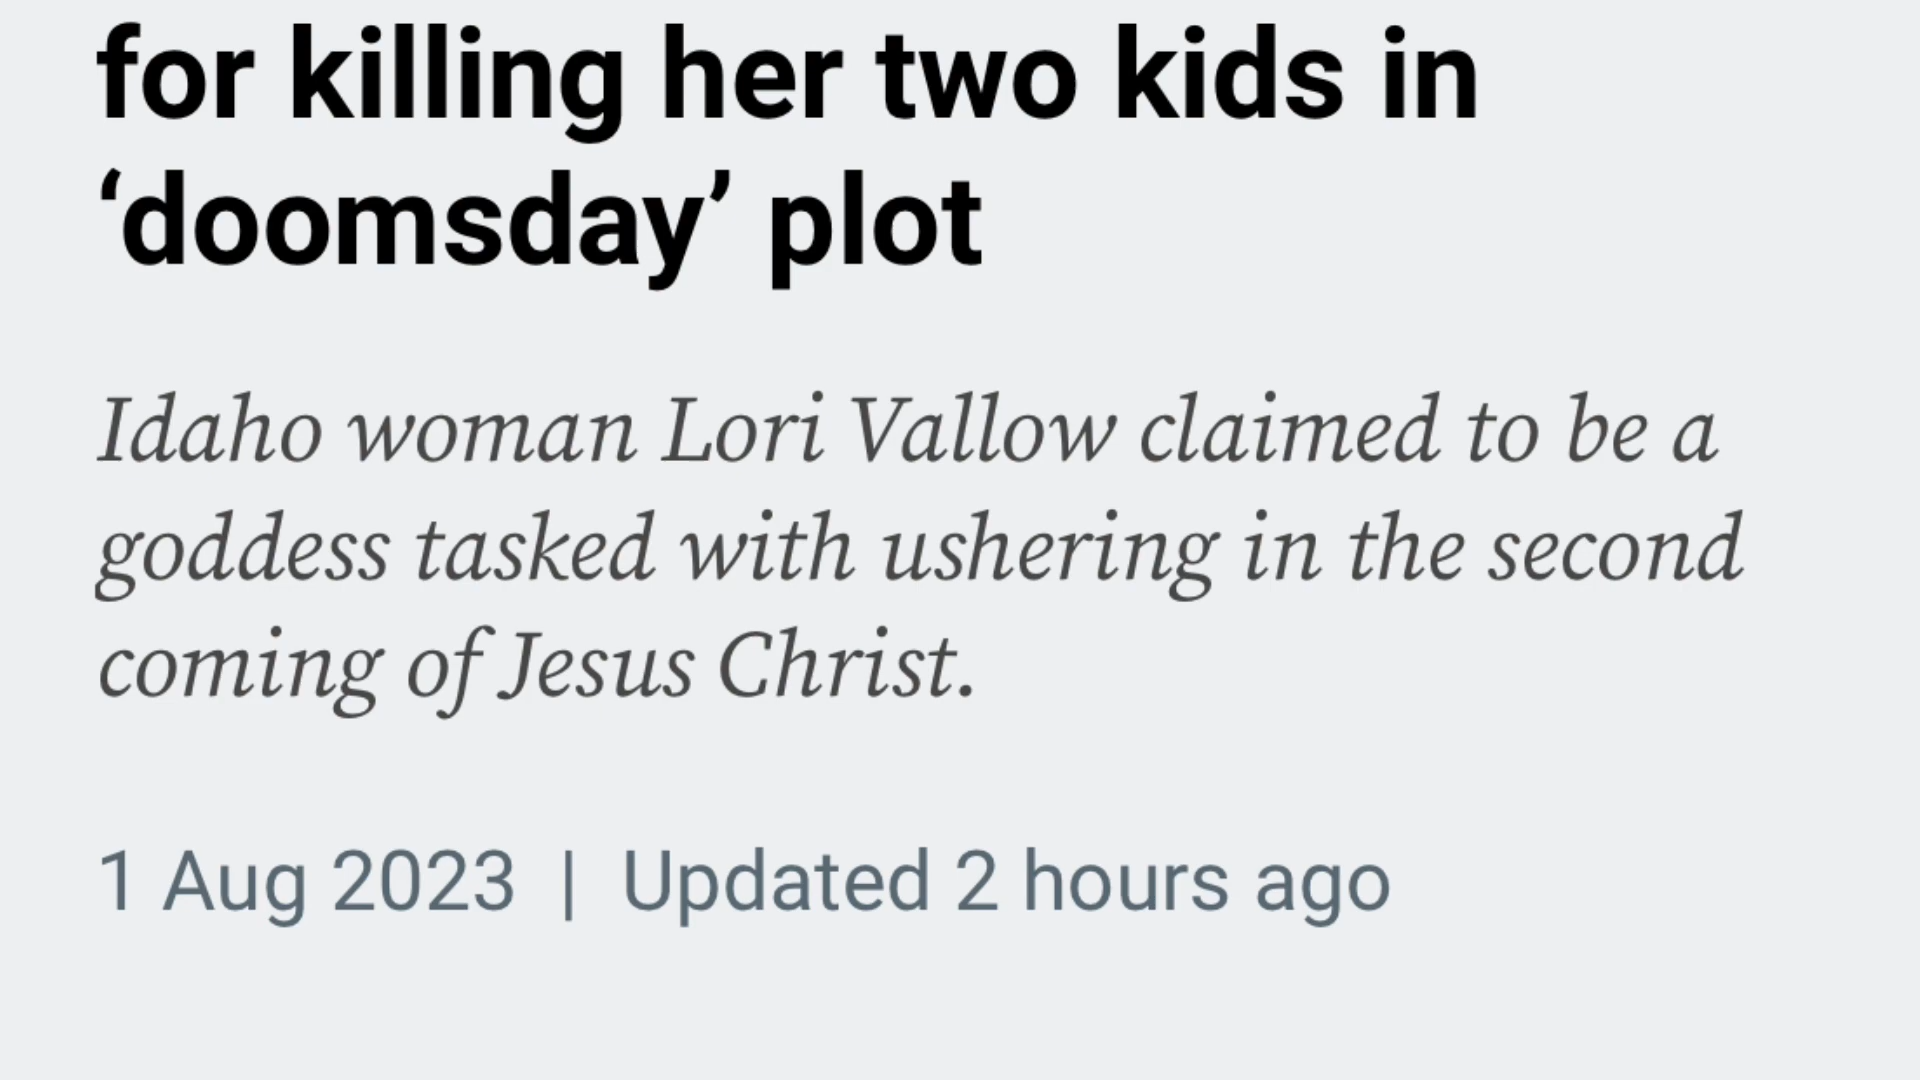 for killing her two kids in
‘doomsday’ plot
Idaho woman Lori Vallow claimed to be a
goddess tasked with ushering in the second
coming of Jesus Christ.
1 Aug 2023 | Updated 2 hours ago